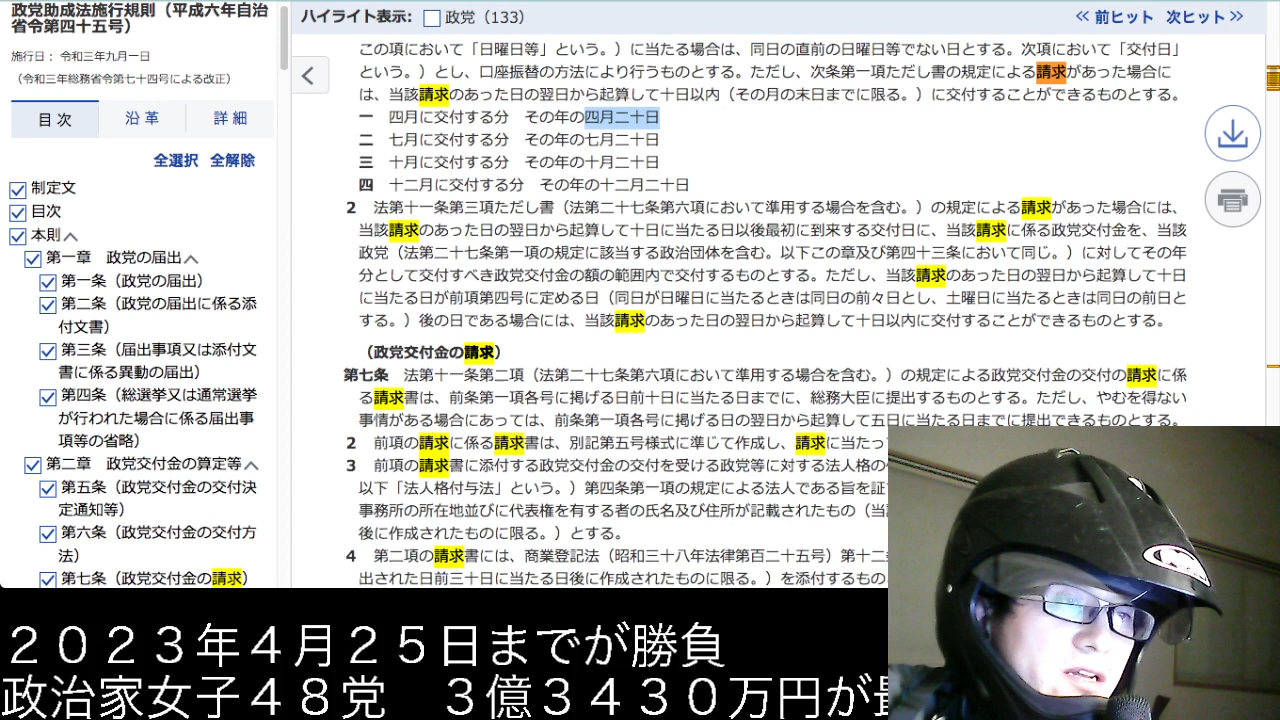 政党助成法施行規則（平成六年自治
省令第四十五号）
施行日： 令和三年九月一日
（令和三年総務省令第七十四号による改正）
目 次
沿 革
詳 細
全選択 全解除
制定文
目次
本則
第一章　政党の届出
第一条（政党の届出）
第二条（政党の届出に係る添
付文書）
第三条（届出事項又は添付文
書に係る異動の届出）
第四条（総選挙又は通常選挙
が行われた場合に係る届出事
項等の省略）
第二章　政党交付金の算定等
第五条（政党交付金の交付決
定通知等）
第六条（政党交付金の交付方
法）
第七条（政党交付金の請求）
ハイライト表示: 政党（133）
前ヒット 次ヒット
この項において「日曜日等」という。）に当たる場合は、同日の直前の日曜日等でない日とする。次項において「交付日」
という。）とし、口座振替の方法により行うものとする。ただし、次条第一項ただし書の規定による請求があった場合に
は、当該請求のあった日の翌日から起算して十日以内（その月の末日までに限る。）に交付することができるものとする。
一　四月に交付する分　その年の四月二十日
二　七月に交付する分　その年の七月二十日
三　十月に交付する分　その年の十月二十日
四　十二月に交付する分　その年の十二月二十日
２　法第十一条第三項ただし書（法第二十七条第六項において準用する場合を含む。）の規定による請求があった場合には、
当該請求のあった日の翌日から起算して十日に当たる日以後最初に到来する交付日に、当該請求に係る政党交付金を、当該
政党（法第二十七条第一項の規定に該当する政治団体を含む。以下この章及び第四十三条において同じ。）に対してその年
分として交付すべき政党交付金の額の範囲内で交付するものとする。ただし、当該請求のあった日の翌日から起算して十日
に当たる日が前項第四号に定める日（同日が日曜日に当たるときは同日の前々日とし、土曜日に当たるときは同日の前日と
する。）後の日である場合には、当該請求のあった日の翌日から起算して十日以内に交付することができるものとする。
（政党交付金の請求）
第七条　法第十一条第二項（法第二十七条第六項において準用する場合を含む。）の規定による政党交付金の交付の請求に係
る請求書は、前条第一項各号に掲げる日前十日に当たる日までに、総務大臣に提出するものとする。ただし、やむを得ない
事情がある場合にあっては、前条第一項各号に掲げる日の翌日から起算して五日に当たる日までに提出できるものとする。
２　前項の請求に係る請求書は、別記第五号様式に準じて作成し、請求に当たっ
３　前項の請求書に添付する政党交付金の交付を受ける政党等に対する法人格の
以下「法人格付与法」という。）第四条第一項の規定による法人である旨を証
事務所の所在地並びに代表権を有する者の氏名及び住所が記載されたもの（当
後に作成されたものに限る。）とする。
４　第二項の請求書には、商業登記法（昭和三十八年法律第百二十五号）第十二
出された日前三十日に当たる日後に作成されたものに限る。）を添付するもの
２０２３年４月２５日までが勝負
政治家女子４８党　３億３４３０万円が